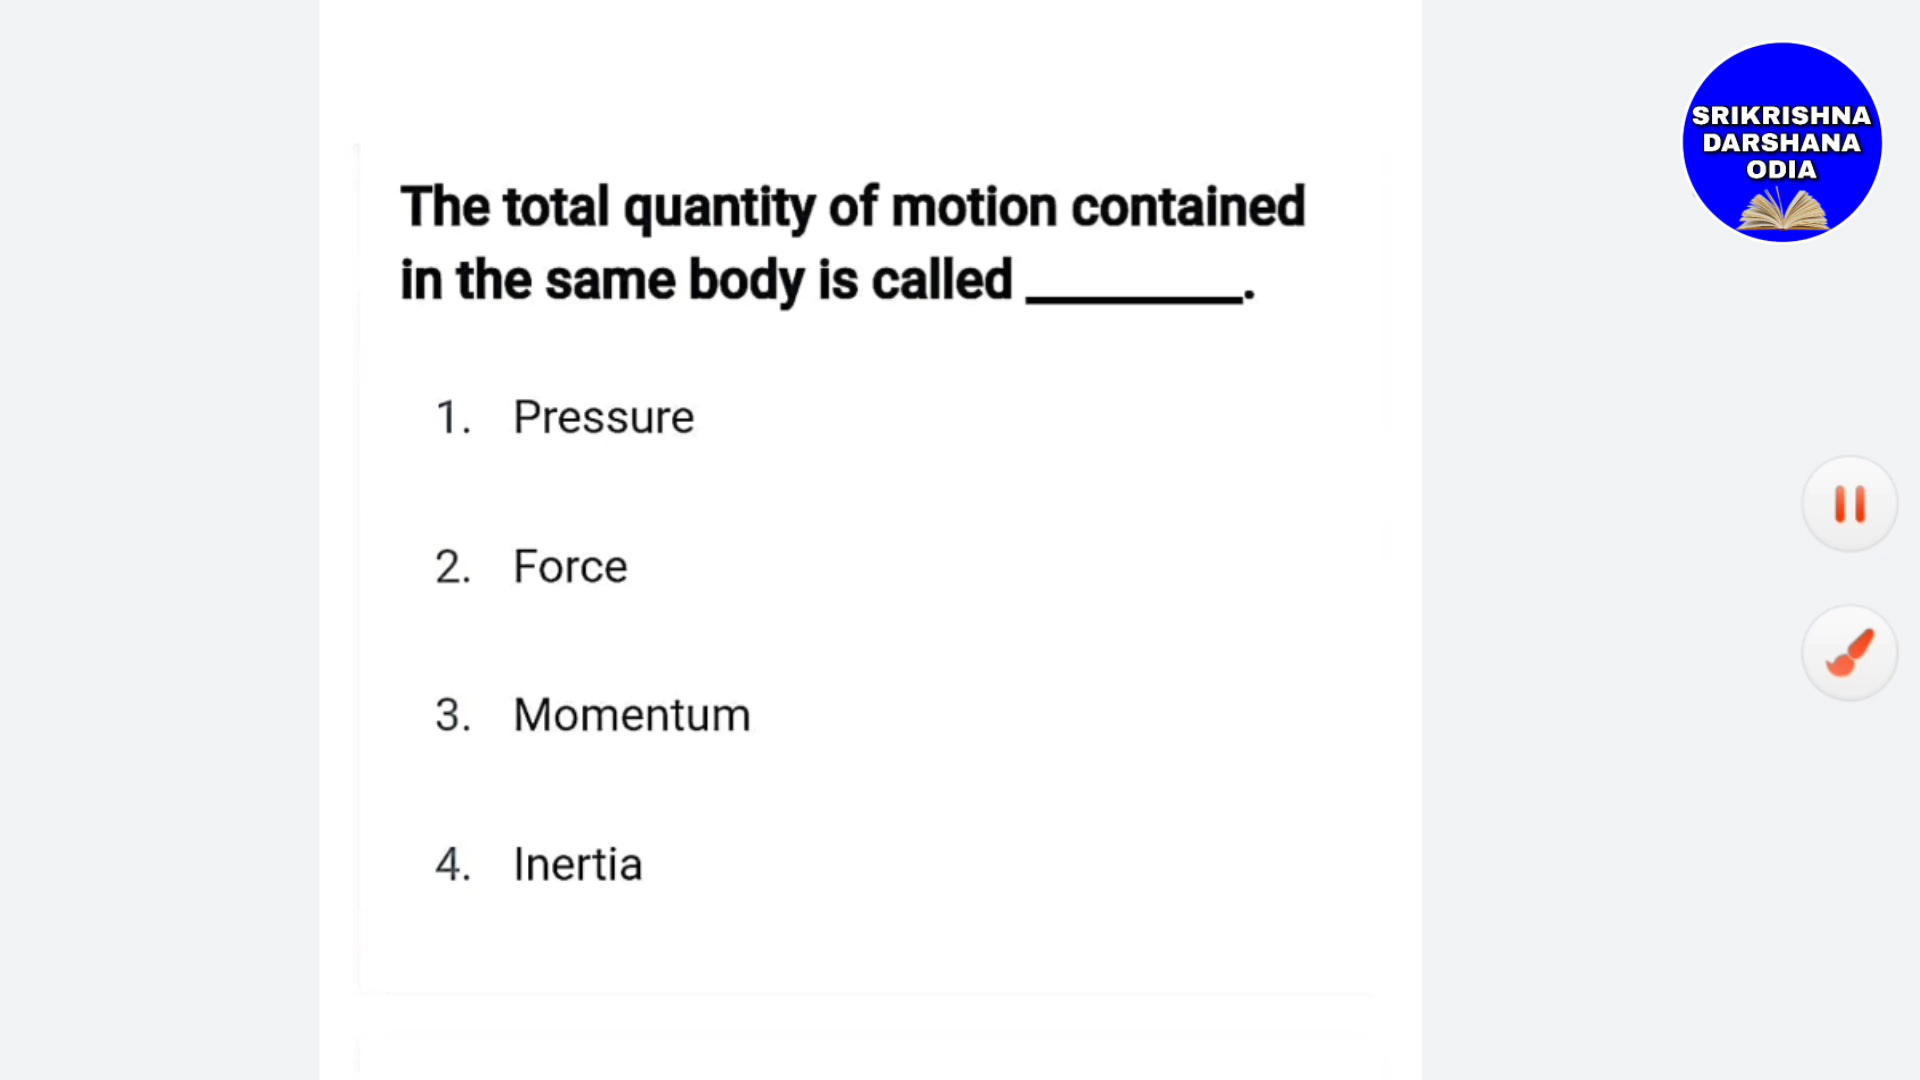 SRIKRISHNA
DARSHANA
ODIA
The total quantity of motion contained
in the same body is called ________.
1. Pressure
2. Force
3. Momentum
4. Inertia